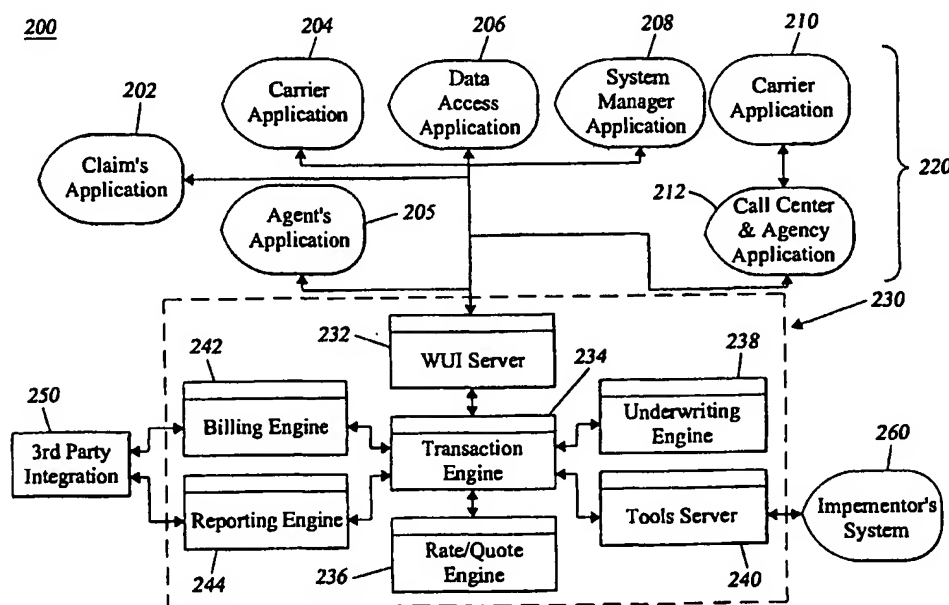 200
204
206
208
210
202
Carrier
Application
Data
Access
Application
System
Manager
Application
Carrier
Application
220
Claim's
Application
Agent's
Application
205
212
Call Center
& Agency
Application
230
232
WUI Server
234
238
242
Underwriting
Engine
250
Billing Engine
Transaction
Engine
260
3rd Party
Integration
Impementor's
System
Reporting Engine
Tools Server
244
236
Rate/Quote
Engine
240